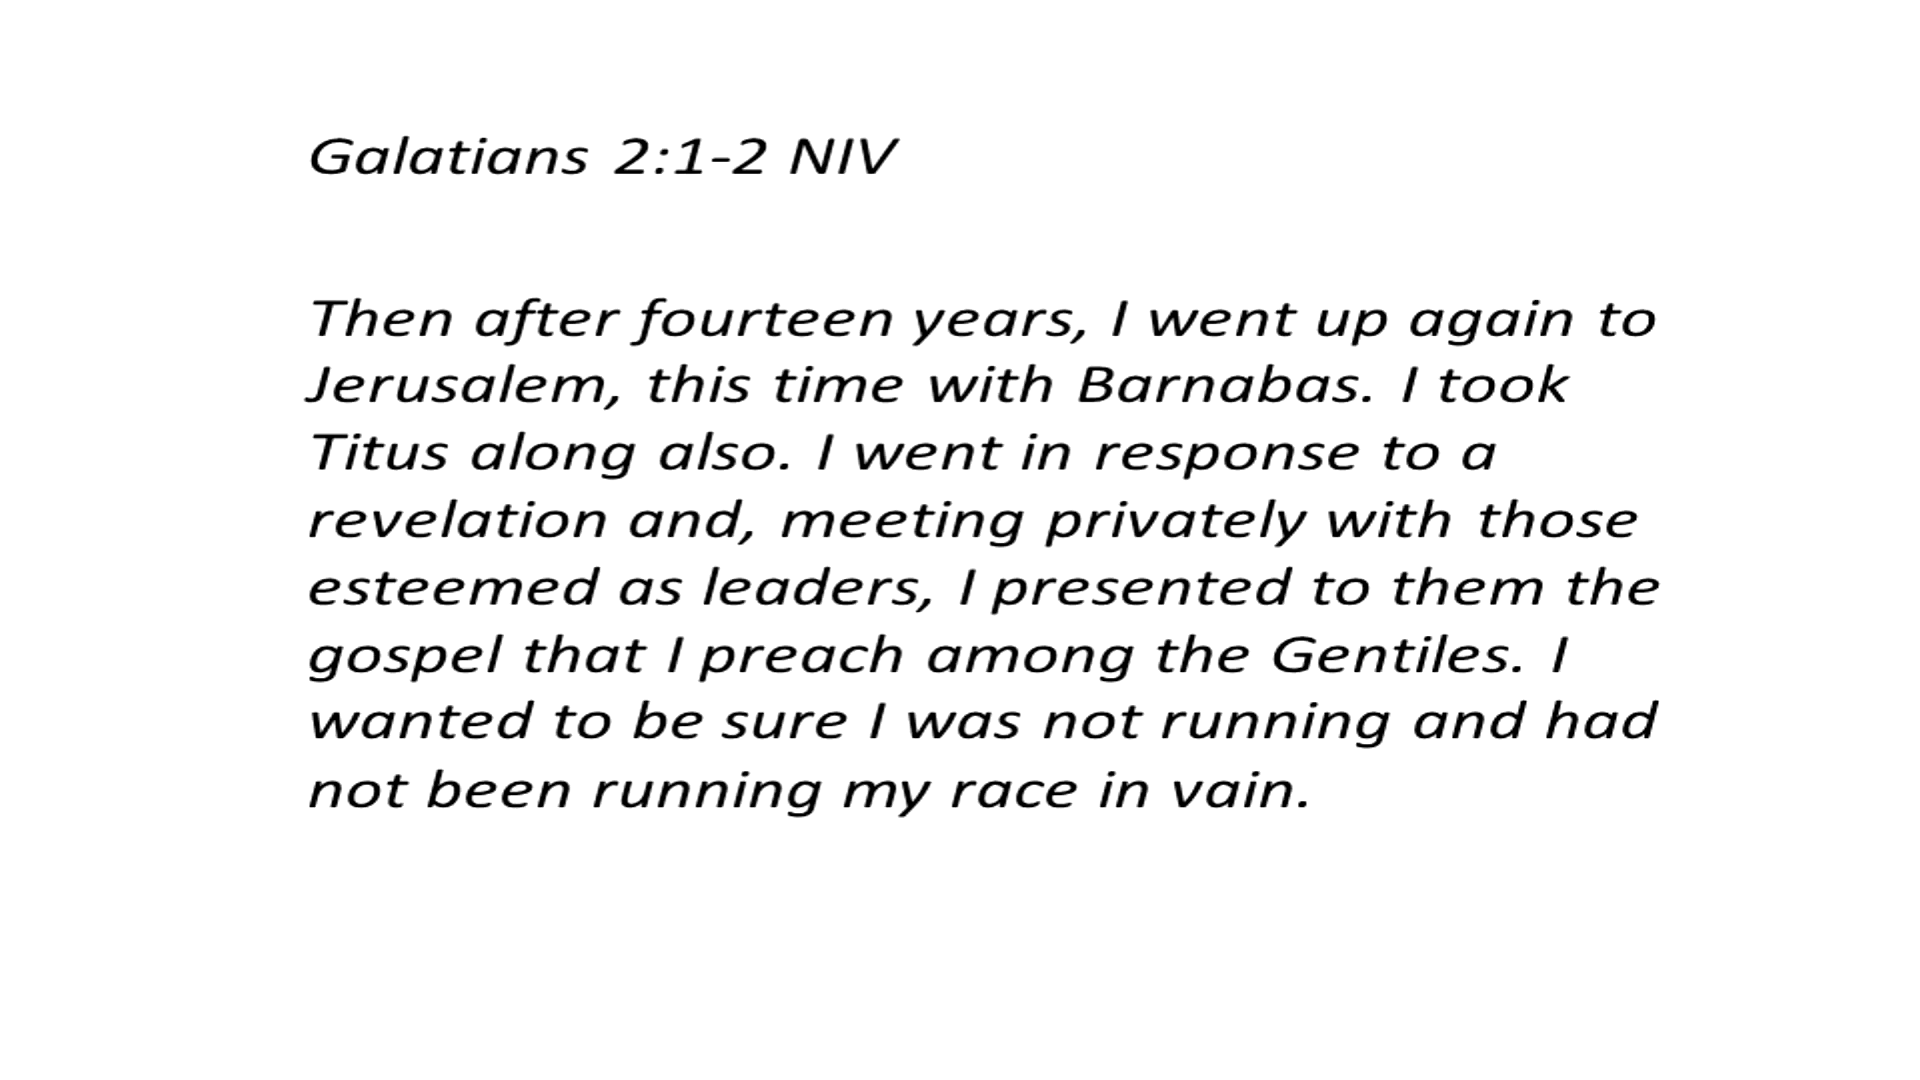 Galatians 2:1-2 NIV
Then after fourteen years, I went up again to
Jerusalem, this time with Barnabas. I took
Titus along also. I went in response to a
revelation and, meeting privately with those
esteemed as leaders, I presented to them the
gospel that I preach among the Gentiles. I
wanted to be sure I was not running and had
not been running my race in vain.